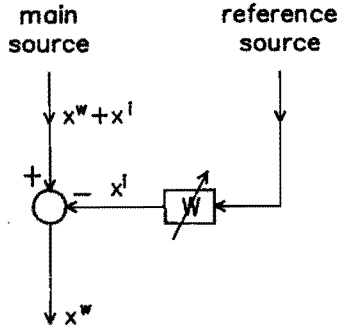 main
source
reference
source
x^w + x^i
+
−
x^i
W
x^w